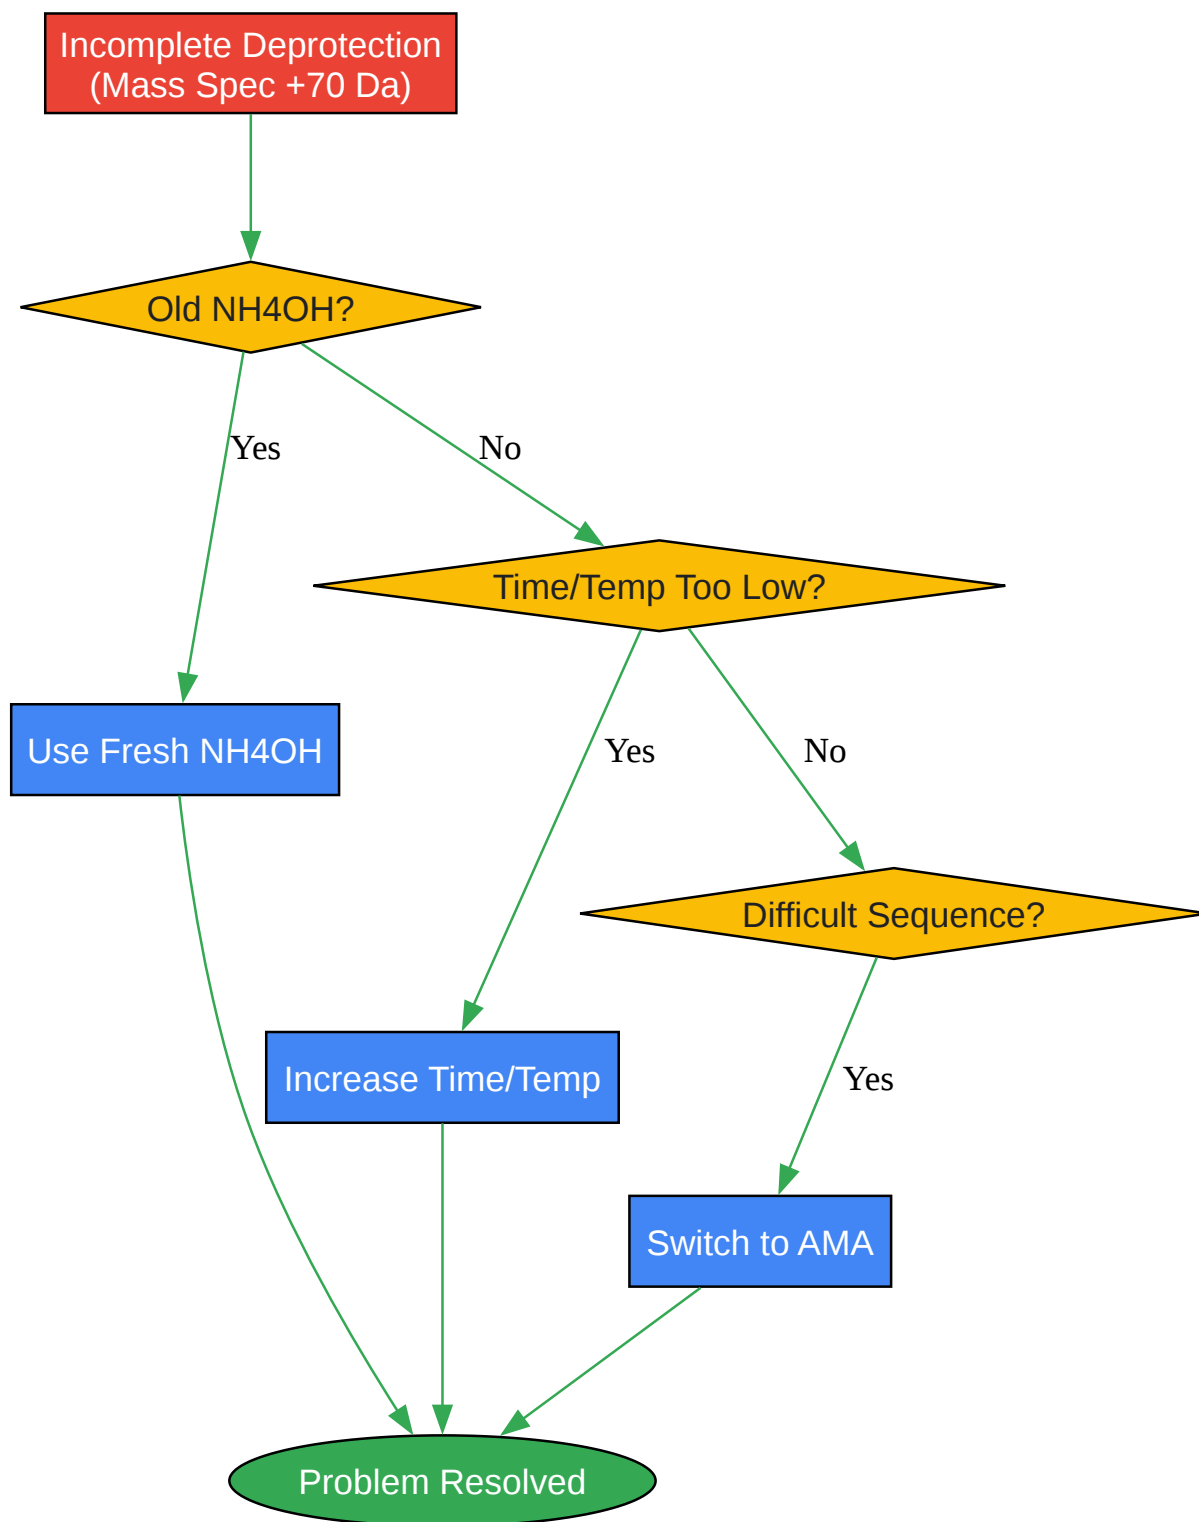 Incomplete Deprotection
(Mass Spec +70 Da)
Old NH4OH?
Yes
No
Time/Temp Too Low?
Use Fresh NH4OH
Yes
No
Difficult Sequence?
Increase Time/Temp
Yes
Switch to AMA
Problem Resolved